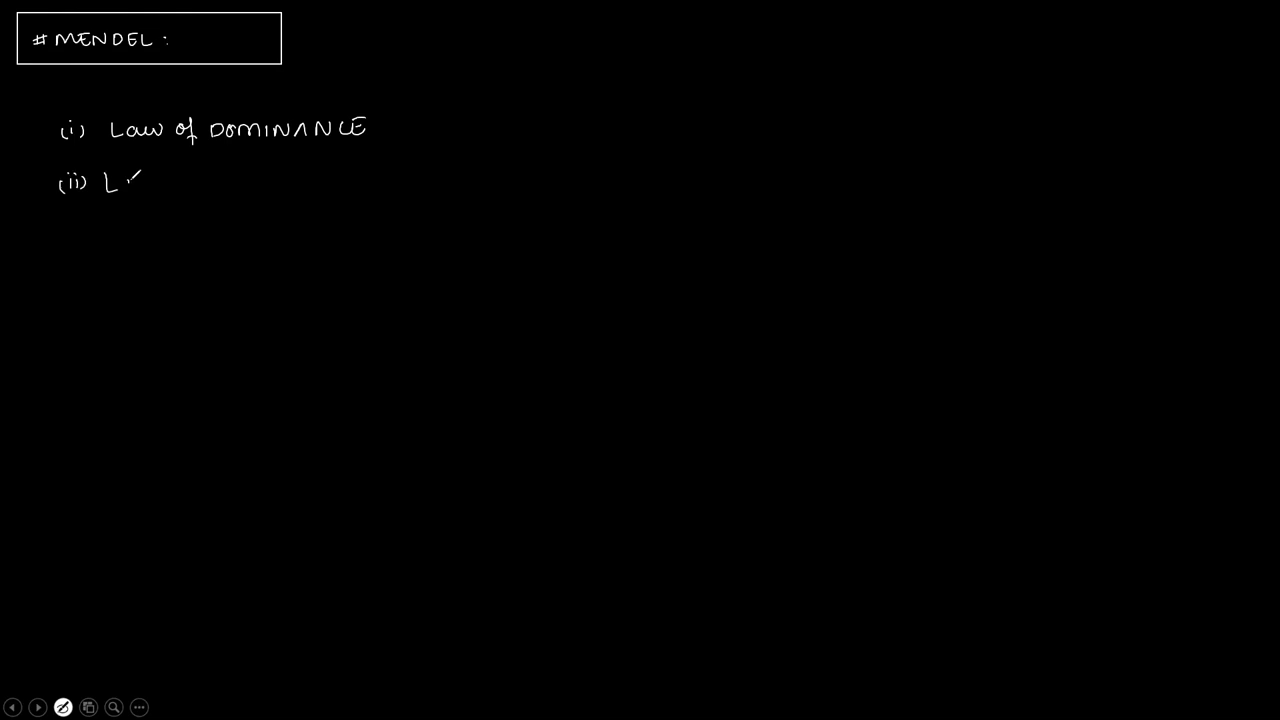 # MENDEL :
(i) Law of DOMINANCE
(ii) L